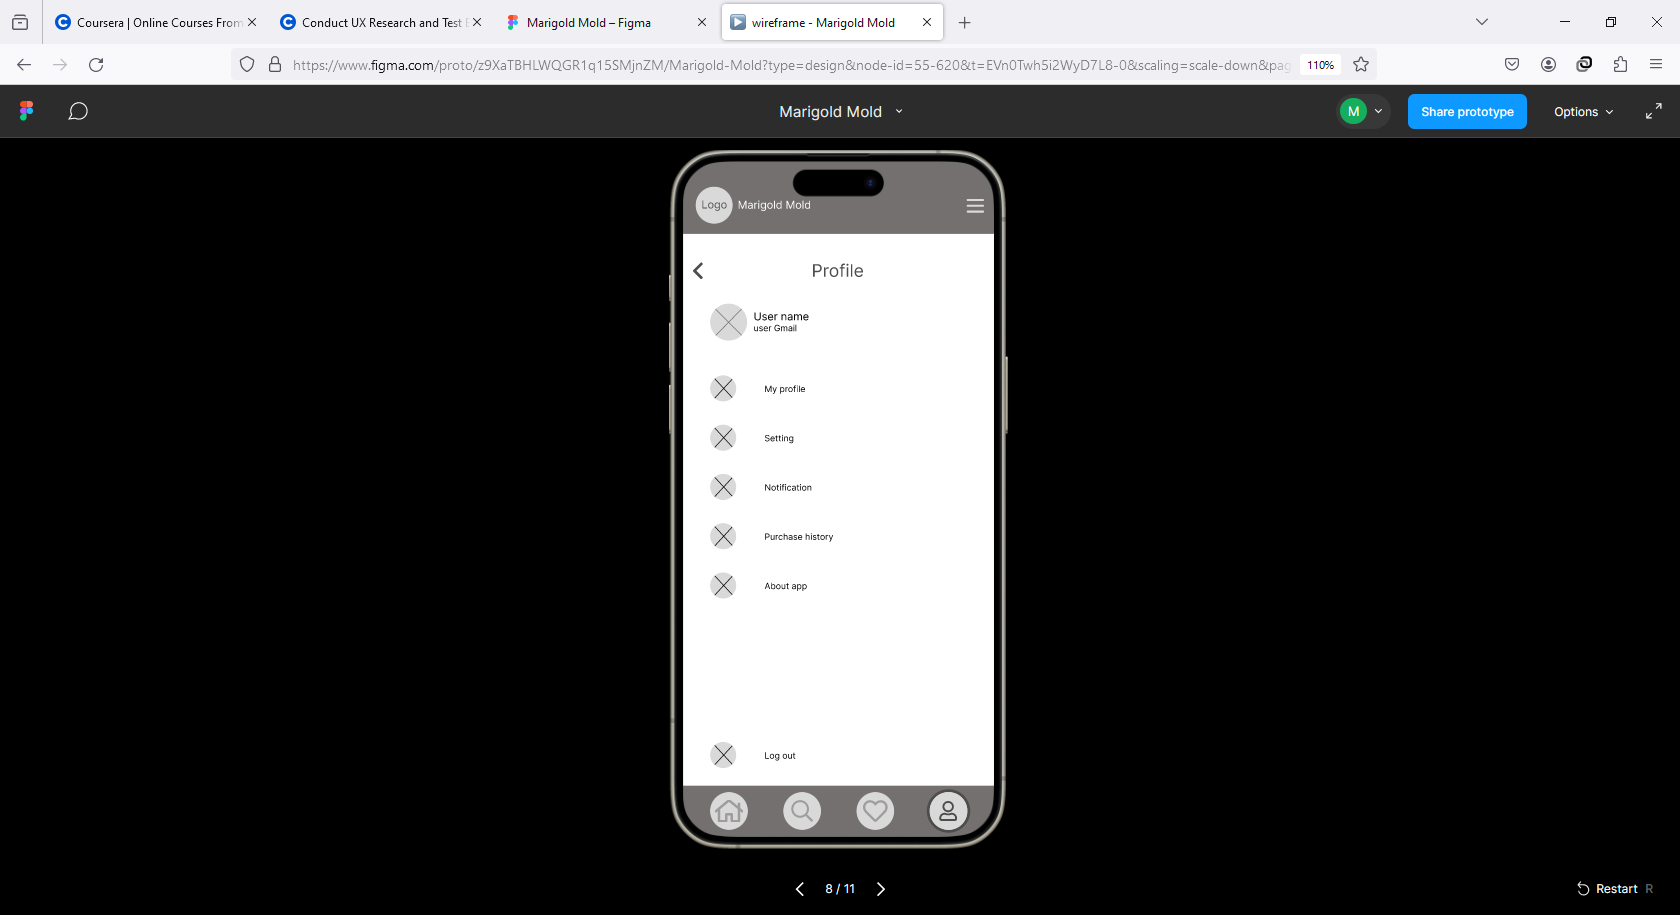 Coursera | Online Courses From
Conduct UX Research and Test
Marigold Mold – Figma
wireframe - Marigold Mold
https://www.figma.com/proto/z9XaTBHLWQGR1q15SMjnZM/Marigold-Mold?type=design&node-id=55-620&t=EVn0Twh5i2WyD7L8-0&scaling=scale-down&pag
110%
Marigold Mold
M
Share prototype
Options
Logo
Marigold Mold
Profile
User name
user Gmail
My profile
Setting
Notification
Purchase history
About app
Log out
8 / 11
Restart R